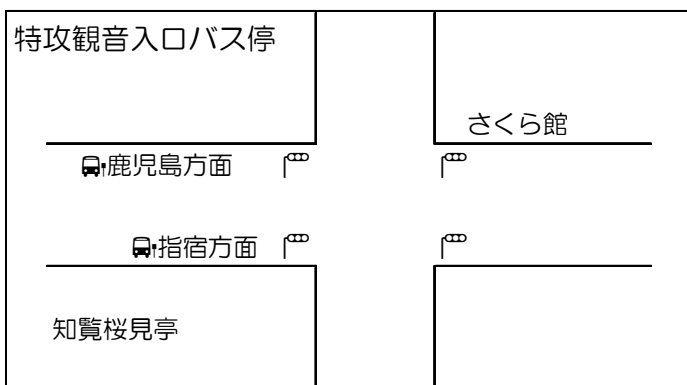 特攻観音入口バス停
さくら館
鹿児島方面
指宿方面
知覧桜見亭